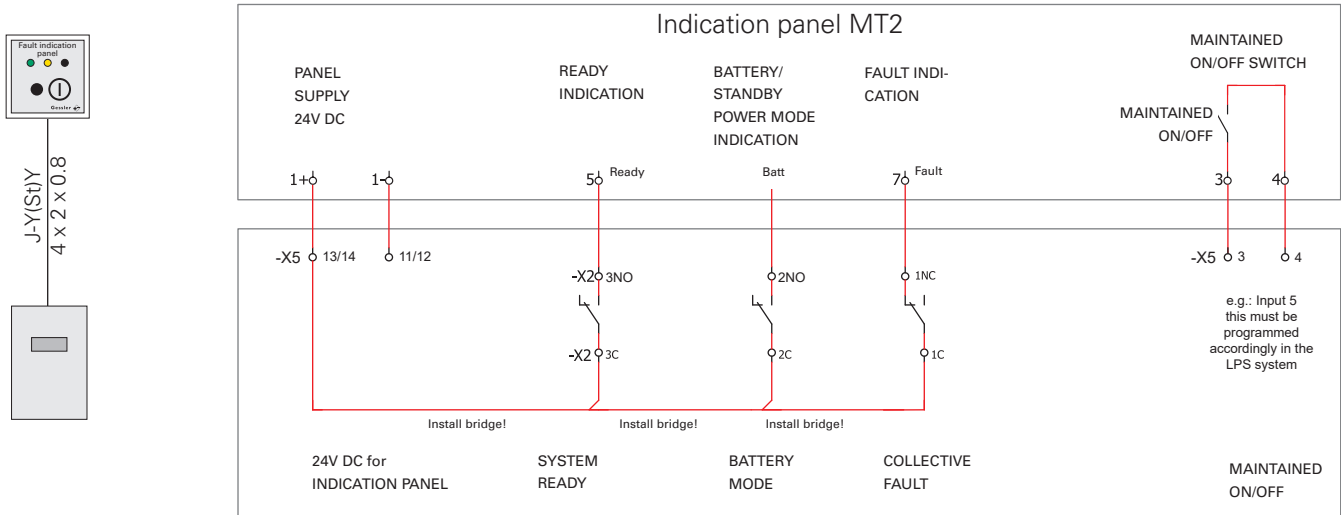 Fault indication
panel
Gessler
J-Y(St)Y
4 x 2 x 0.8
Indication panel MT2
PANEL
SUPPLY
24V DC
READY
INDICATION
BATTERY/
STANDBY
POWER MODE
INDICATION
FAULT INDI-
CATION
MAINTAINED
ON/OFF SWITCH
MAINTAINED
ON/OFF
1+
1-
5
Ready
Batt
7
Fault
3
4
-X5
13/14
11/12
-X2
3NO
2NO
1NC
-X5
3
4
-X2
3C
2C
1C
e.g.: Input 5
this must be
programmed
accordingly in the
LPS system
Install bridge!
Install bridge!
Install bridge!
24V DC for
INDICATION PANEL
SYSTEM
READY
BATTERY
MODE
COLLECTIVE
FAULT
MAINTAINED
ON/OFF